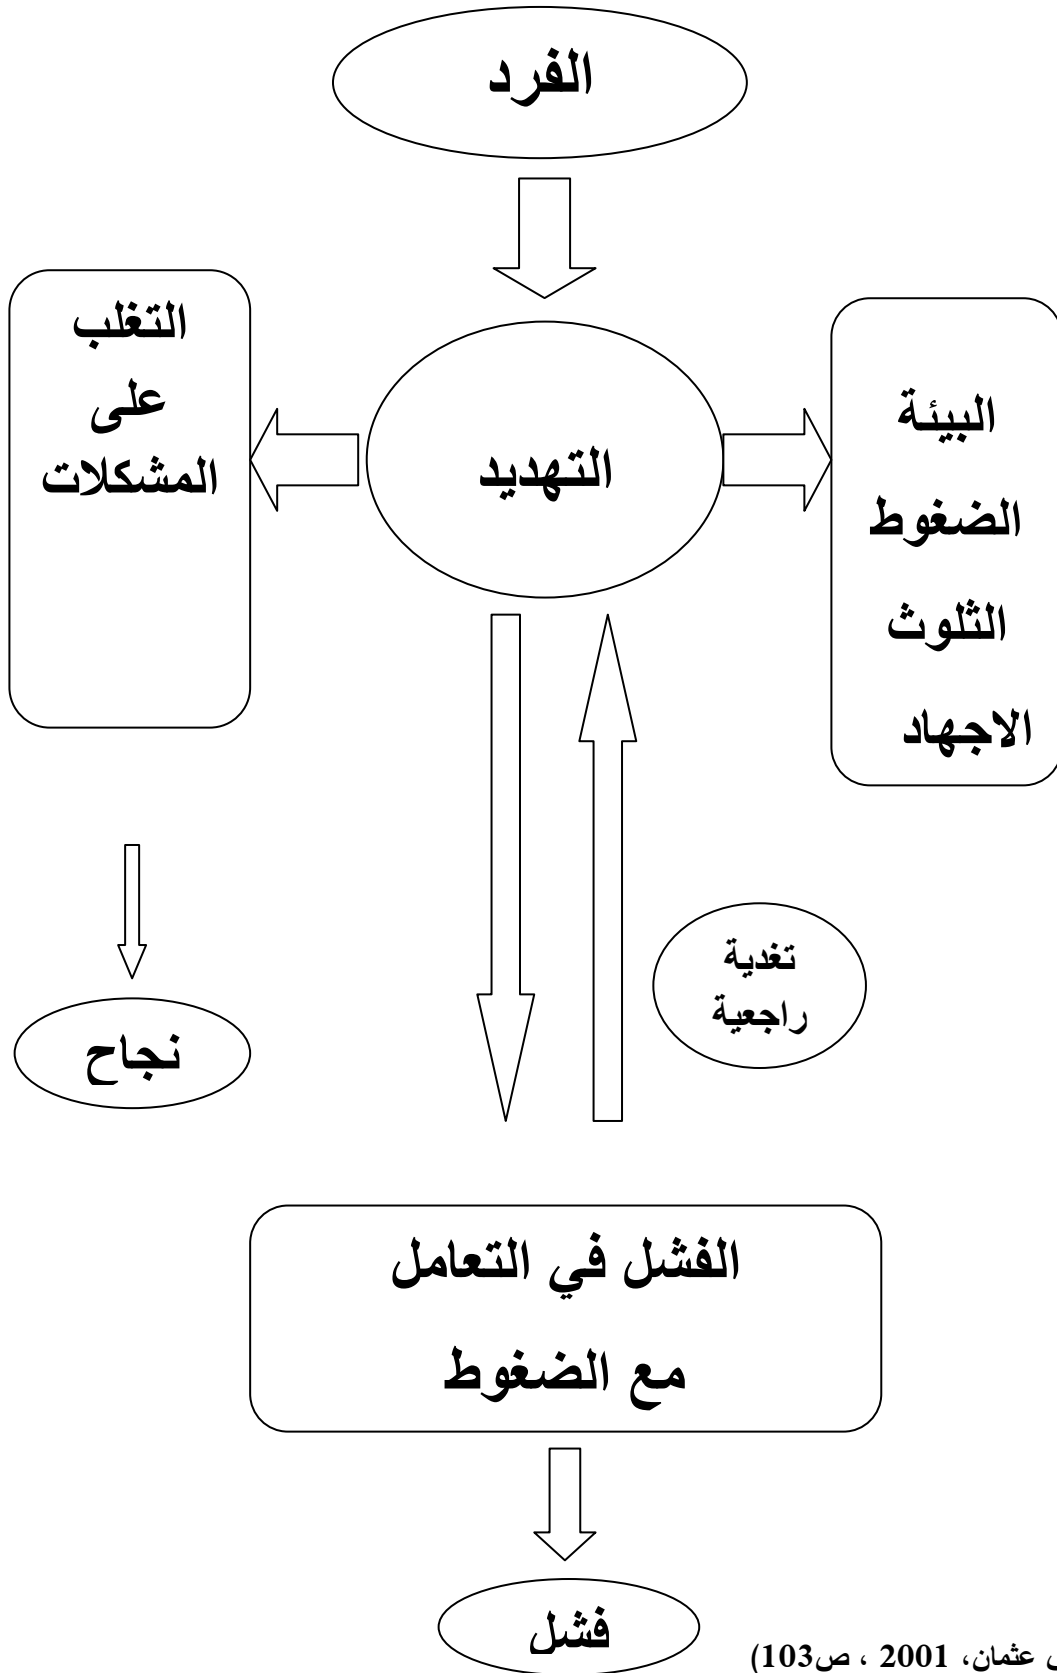 الفرد
التهديد
البيئة
الضغوط
الثلوث
الاجهاد
التغلب
على
المشكلات
تغدية
راجعية
نجاح
الفشل في التعامل
مع الضغوط
فشل
عثمان، 2001 ، ص103)